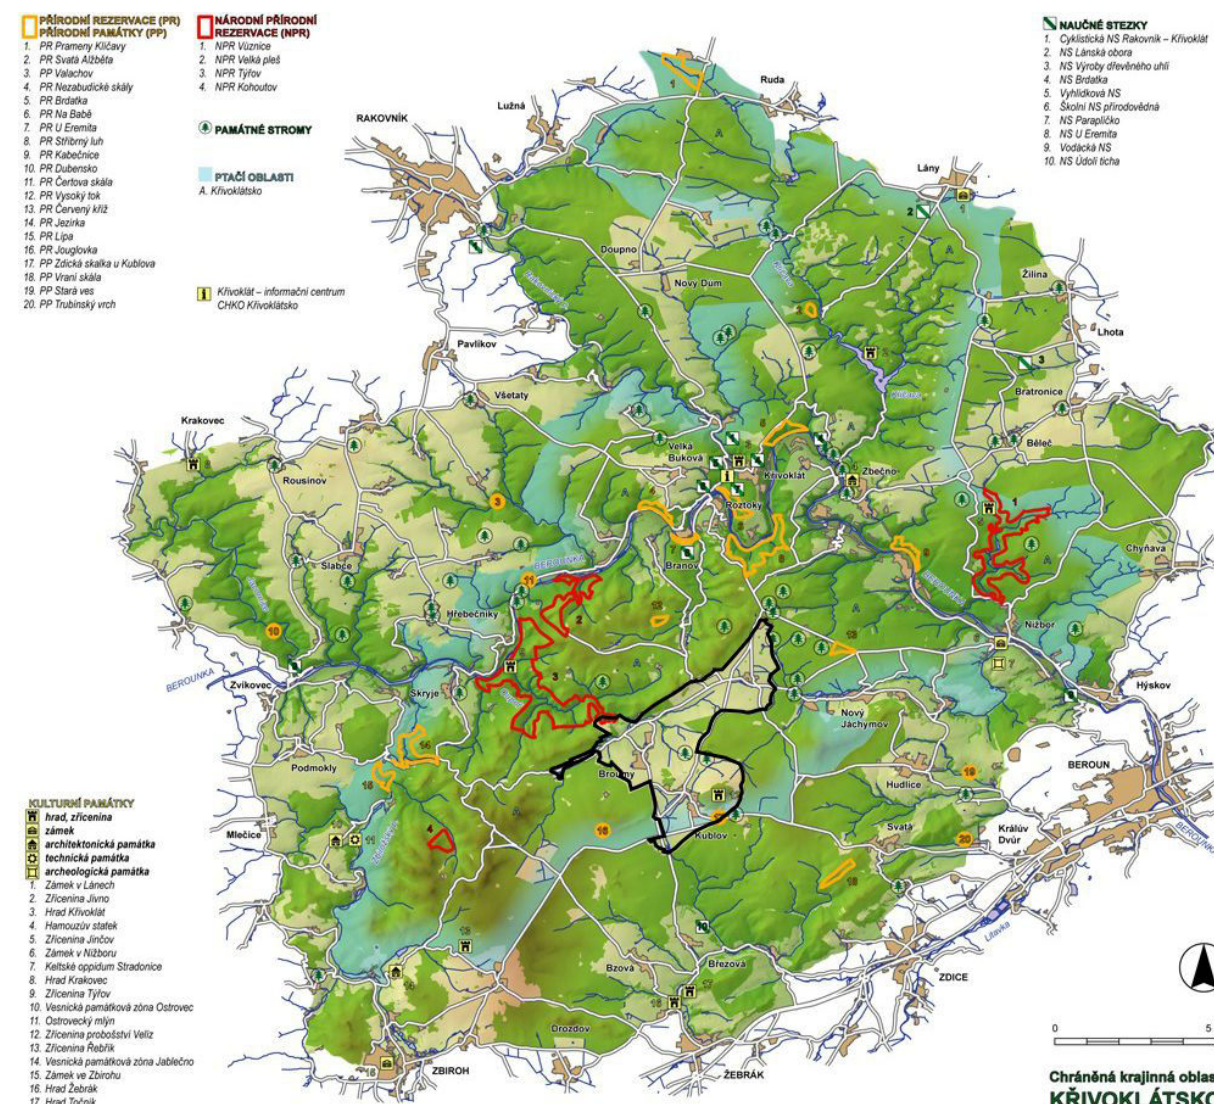 PŘÍRODNÍ REZERVACE (PR)
PŘÍRODNÍ PAMÁTKY (PP)
1. PR Prameny Klíčavy
2. PR Svatá Alžběta
3. PP Valachov
4. PR Nezabudické skály
5. PR Brdatka
6. PR Na Babě
7. PR U Eremita
8. PR Stříbrný luh
9. PR Kabečnice
10. PR Dubensko
11. PR Čertova skála
12. PR Vysoký tok
13. PR Červený kříž
14. PR Jezírka
15. PR Lípa
16. PR Jouglovka
17. PP Zdická skalka u Kublova
18. PP Vraní skála
19. PP Stará ves
20. PP Trubínský vrch
NÁRODNÍ PŘÍRODNÍ
REZERVACE (NPR)
1. NPR Vůznice
2. NPR Velká pleš
3. NPR Týřov
4. NPR Kohoutov
PAMÁTNÉ STROMY
PTAČÍ OBLASTI
A. Křivoklátsko
Křivoklát – informační centrum
CHKO Křivoklátsko
NAUČNÉ STEZKY
1. Cyklistická NS Rakovník – Křivoklát
2. NS Lánská obora
3. NS Výroby dřevěného uhlí
4. NS Brdatka
5. Vyhlídková NS
6. Školní NS přírodovědná
7. NS Paraplíčko
8. NS U Eremita
9. Vodácká NS
10. NS Údolí ticha
Ruda
Lužná
RAKOVNÍK
Lány
Doupno
Nový Dum
Žilina
Lhota
Pavlíkov
Bratronice
Všetaty
Krakovec
Velká
Buková
Běleč
Křivoklát
Zbečno
Rousínov
Roztoky
Chyňava
Slabce
BEROUNKA
Branov
BEROUNKA
Hřebečníky
Nižbor
BEROUNKA
Zvíkovec
Skryje
Hýskov
Nový
Jáchymov
Podmokly
Broumy
BEROUN
Hudlice
Mlečice
Kublov
Svatá
Králův
Dvůr
BEROUNKA
Litavka
Bzová
Březová
ZDICE
Drozdov
ZBIROH
ŽEBRÁK
KULTURNÍ PAMÁTKY
hrad, zřícenina
zámek
architektonická památka
technická památka
archeologická památka
1. Zámek v Lánech
2. Zřícenina Jivno
3. Hrad Křivoklát
4. Hamouzův statek
5. Zřícenina Jinčov
6. Zámek v Nižboru
7. Keltské oppidum Stradonice
8. Hrad Krakovec
9. Zřícenina Týřov
10. Vesnická památková zóna Ostrovec
11. Ostrovecký mlýn
12. Zřícenina probošství Velíz
13. Zřícenina Řebřík
14. Vesnická památková zóna Jablečno
15. Zámek ve Zbirohu
16. Hrad Žebrák
17. Hrad Točník
0 5
Chráněná krajinná oblas
KŘIVOKLÁTSKO